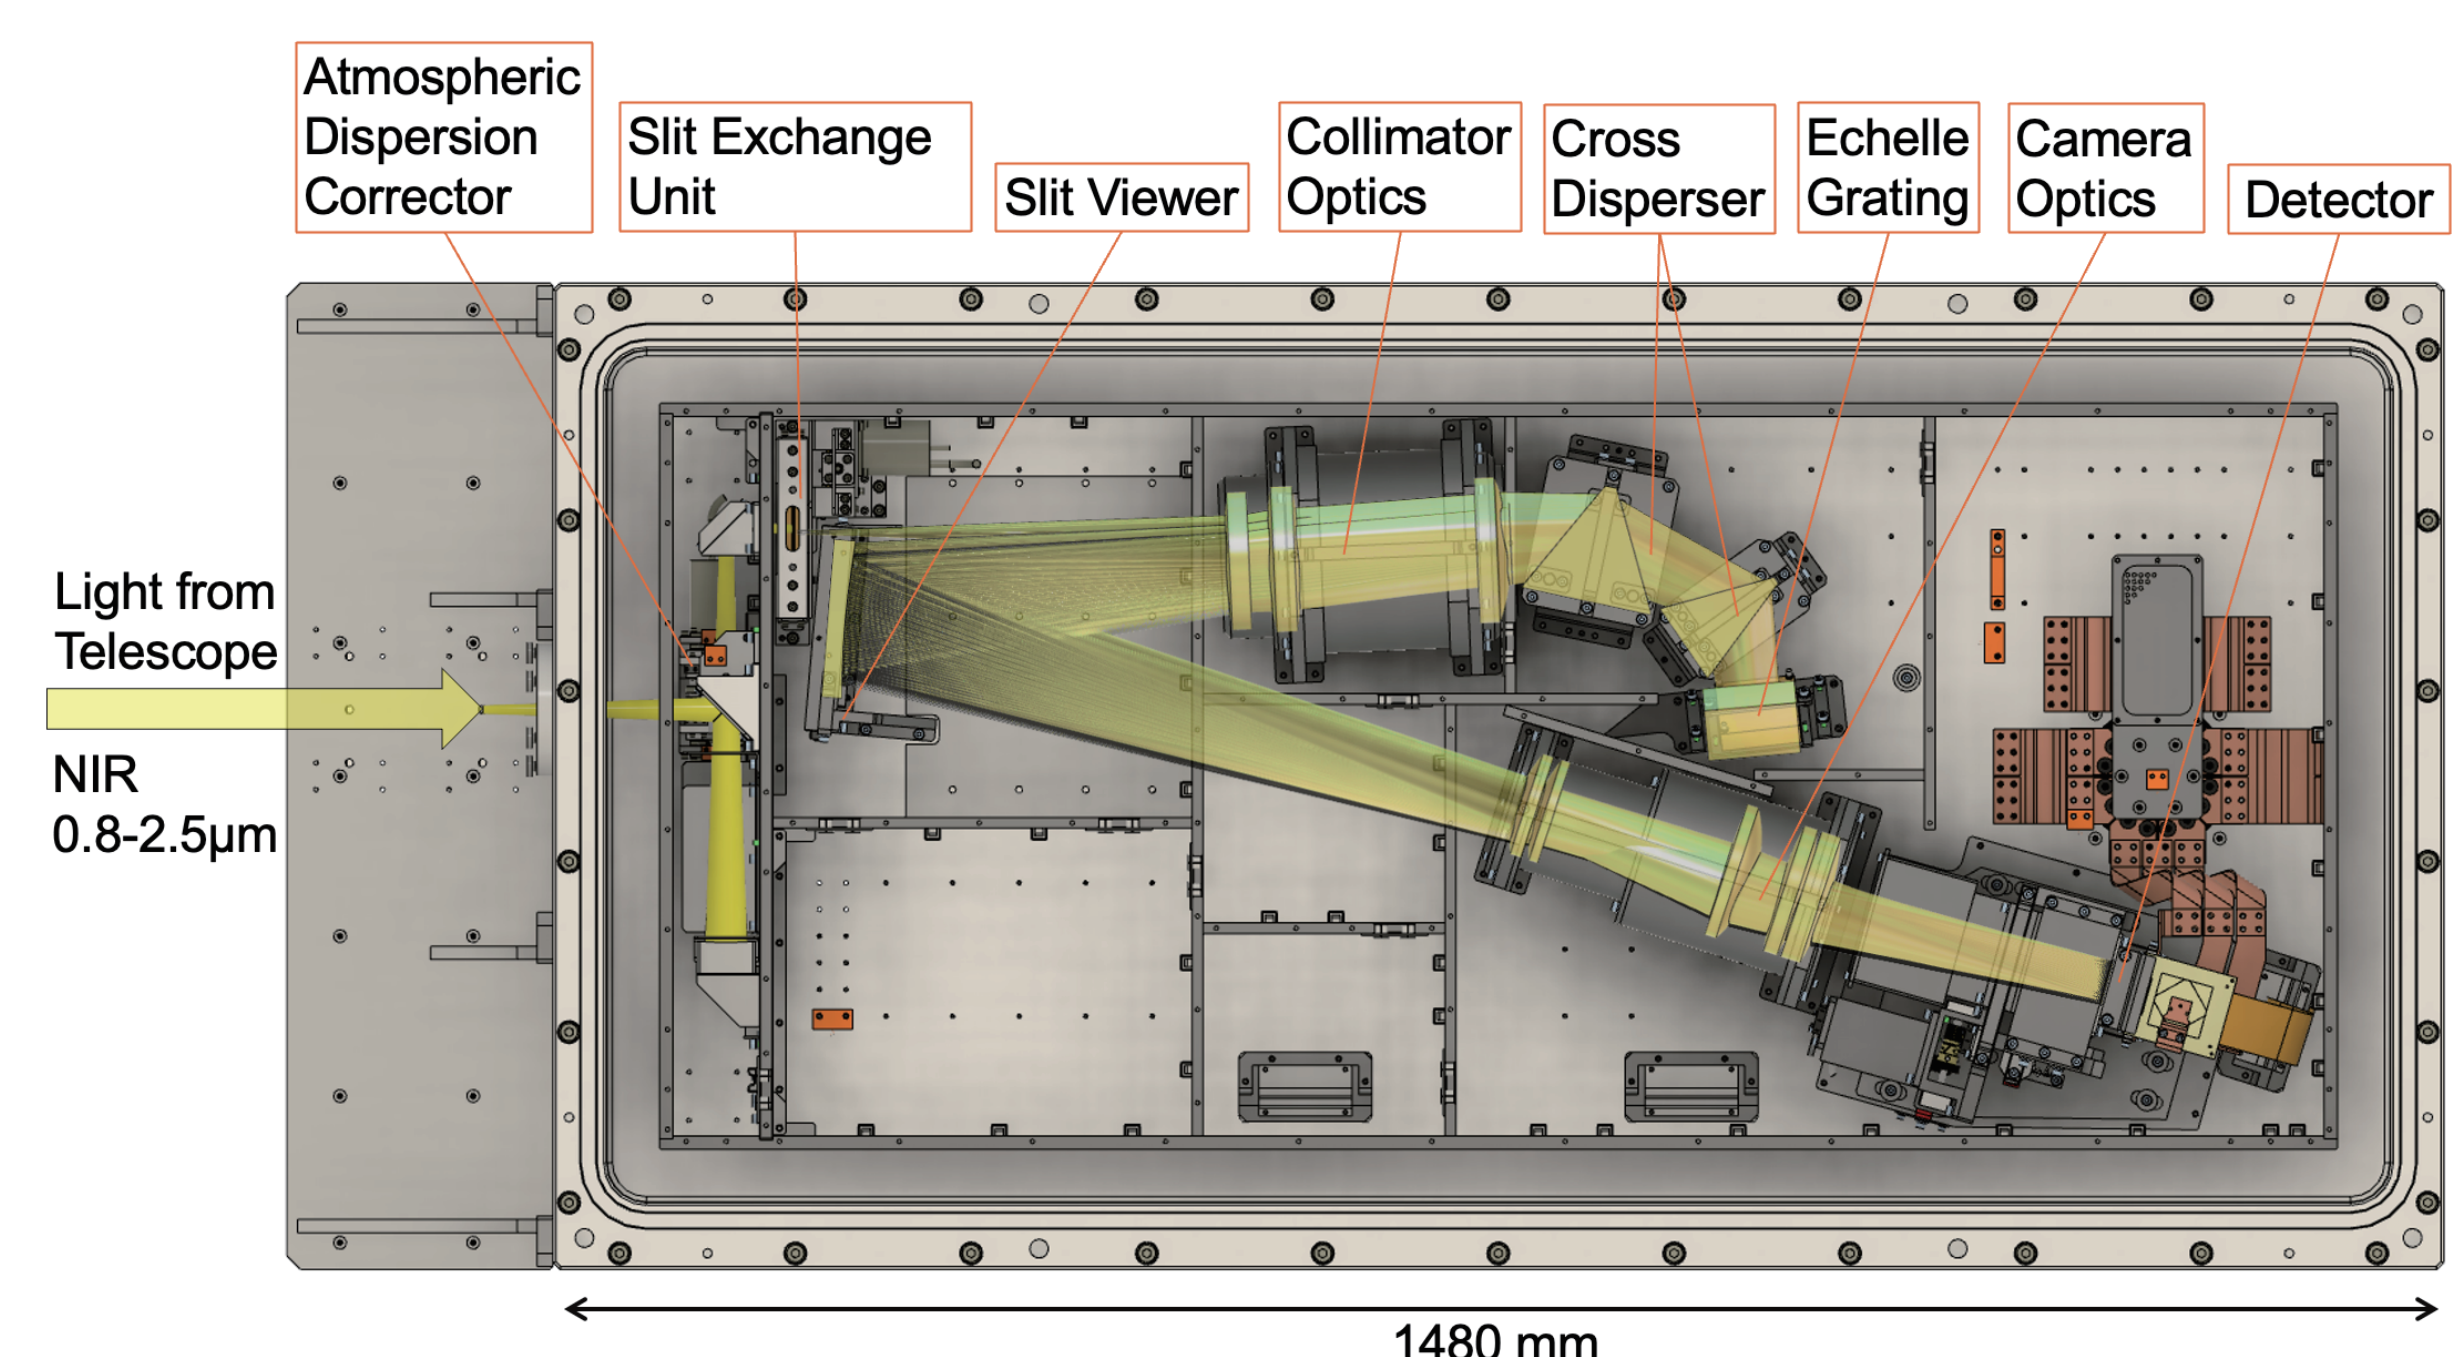 Atmospheric
Dispersion
Corrector
Slit Exchange
Unit
Slit Viewer
Collimator
Optics
Cross
Disperser
Echelle
Grating
Camera
Optics
Detector
Light from
Telescope
NIR
0.8-2.5µm
1480 mm